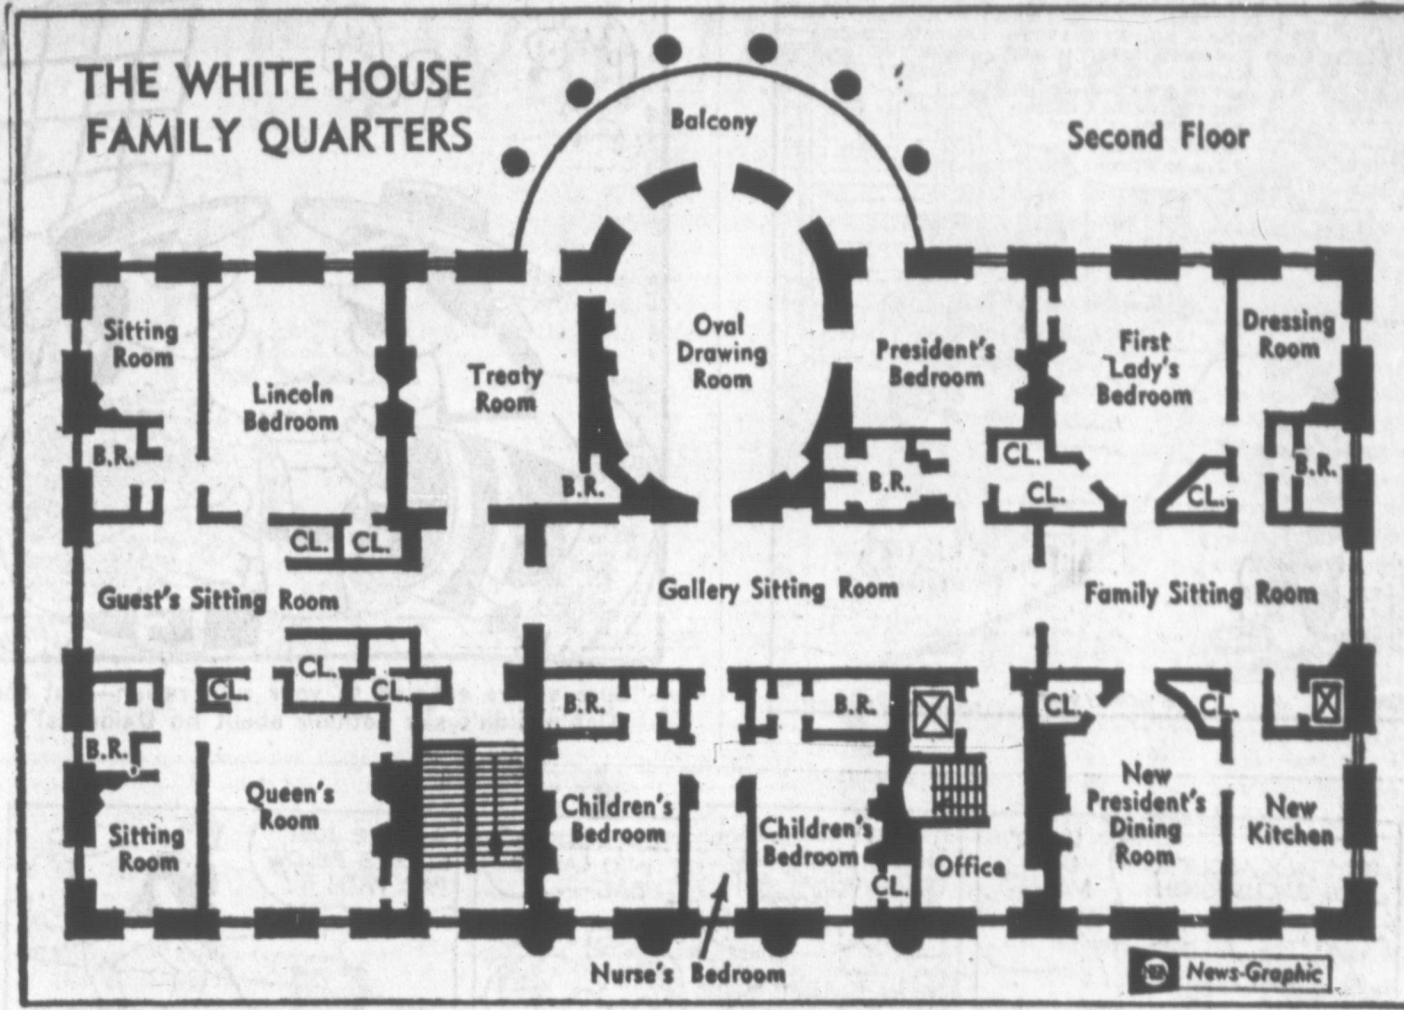 THE WHITE HOUSE
FAMILY QUARTERS
Balcony
Second Floor
Sitting
Room
Lincoln
Bedroom
Treaty
Room
Oval
Drawing
Room
President's
Bedroom
First
Lady's
Bedroom
Dressing
Room
B.R.
B.R.
B.R.
CL.
CL.
CL.
B.R.
CL.
CL.
Guest's Sitting Room
Gallery Sitting Room
Family Sitting Room
CL.
CL.
CL.
B.R.
B.R.
B.R.
CL.
CL.
Queen's
Room
Sitting
Room
Children's
Bedroom
Children's
Bedroom
CL.
Office
New
President's
Dining
Room
New
Kitchen
Nurse's Bedroom
NEA News-Graphic